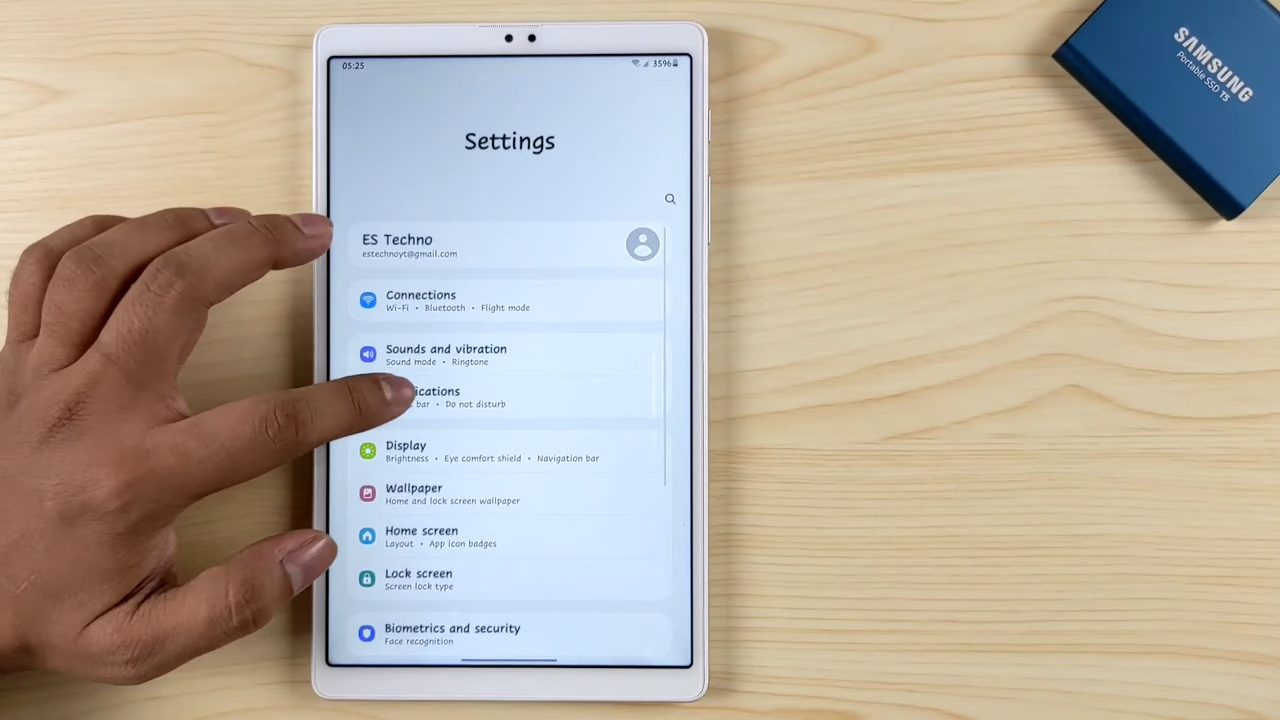 05:25
35%
Settings
ES Techno
estechnoyt@gmail.com
Connections
Wi-Fi • Bluetooth • Flight mode
Sounds and vibration
Sound mode • Ringtone
ications
bar • Do not disturb
Display
Brightness • Eye comfort shield • Navigation bar
Wallpaper
Home and lock screen wallpaper
Home screen
Layout • App icon badges
Lock screen
Screen lock type
Biometrics and security
Face recognition
SAMSUNG
Portable SSD T5